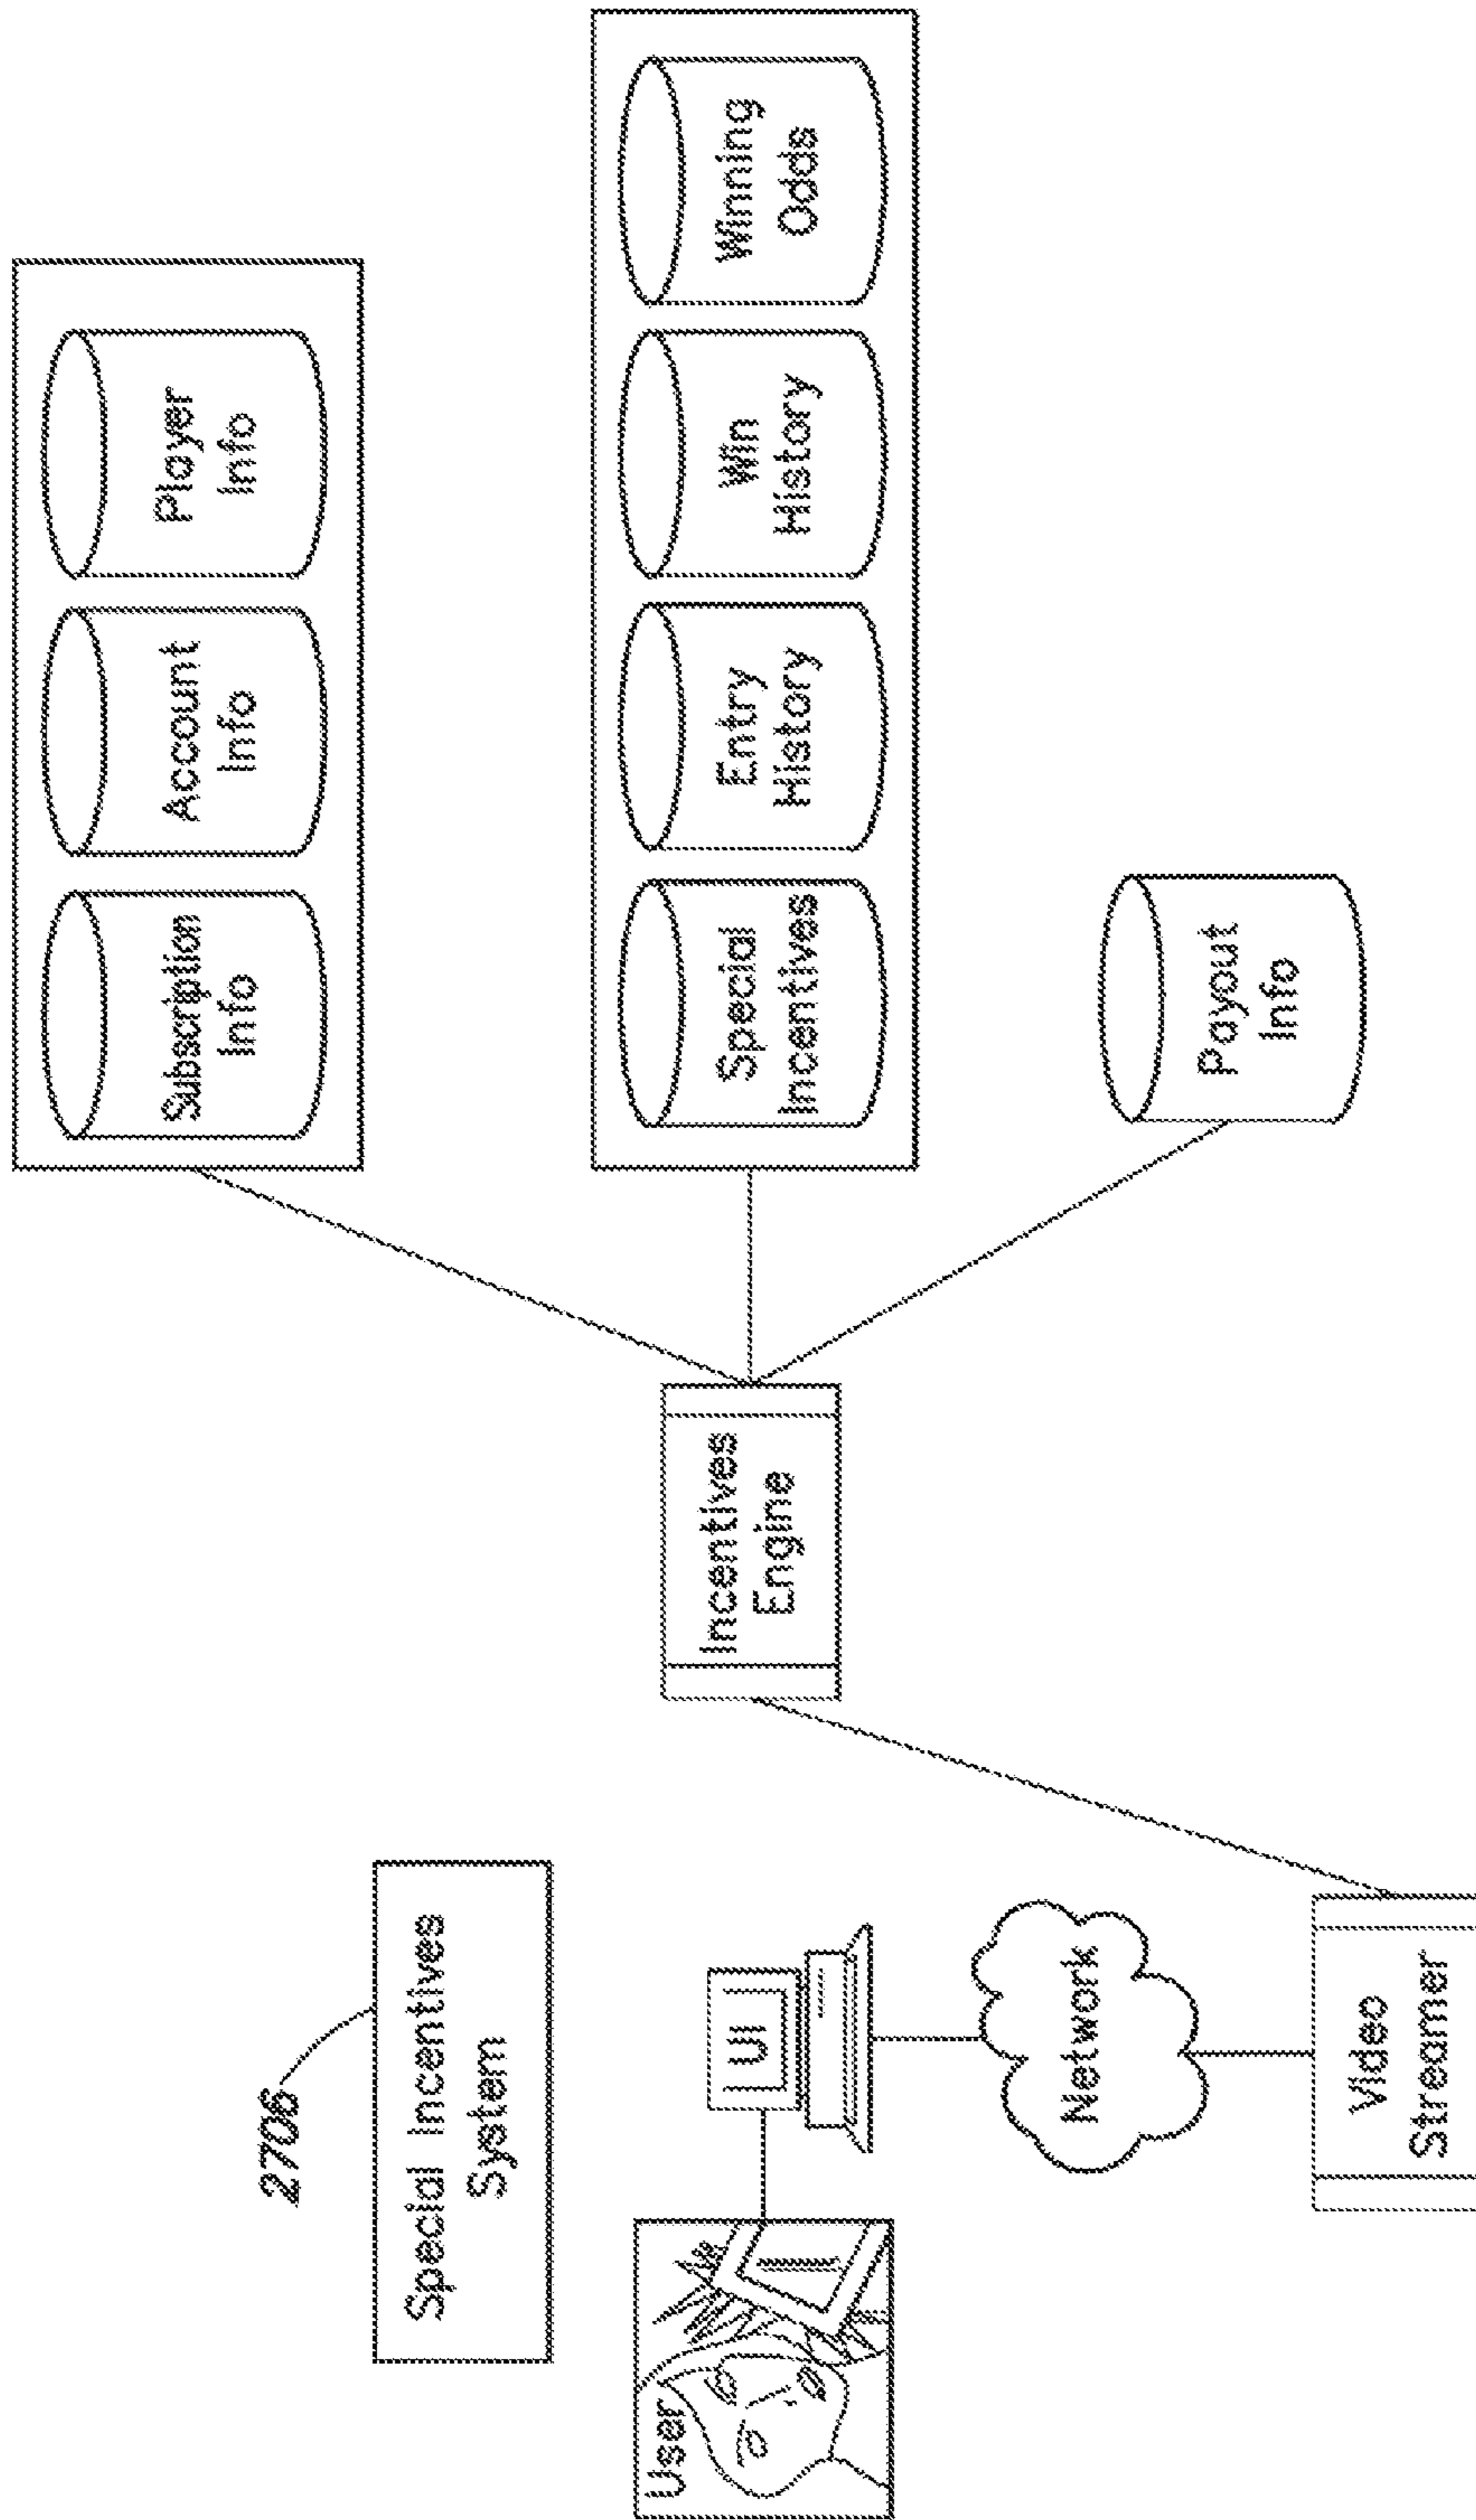 2706
Special Incentives
System
User
UI
Network
Video
Streamer
Incentives
Engine
Subscription
Info
Account
Info
Player
Info
Special
Incentives
Entry
History
Win
History
Winning
Odds
Payout
Info